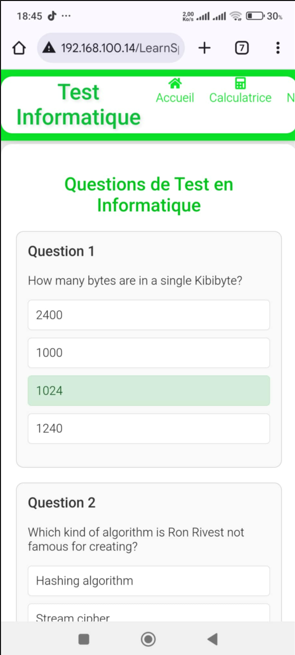 18:45
2,00
Ko/s
30%
192.168.100.14/LearnS
7
Test
Informatique
Accueil
Calculatrice
N
Questions de Test en
Informatique
Question 1
How many bytes are in a single Kibibyte?
2400
1000
1024
1240
Question 2
Which kind of algorithm is Ron Rivest not
famous for creating?
Hashing algorithm
Stream cipher